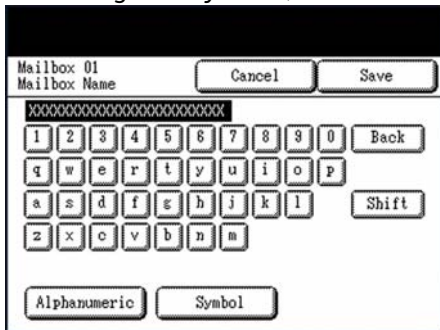 Mailbox 01
Mailbox Name
Cancel
Save
XXXXXXXXXXXXXXXXXXXXXXXX
1 2 3 4 5 6 7 8 9 0 Back
q w e r t y u i o p
a s d f g h j k l Shift
z x c v b n m
Alphanumeric Symbol